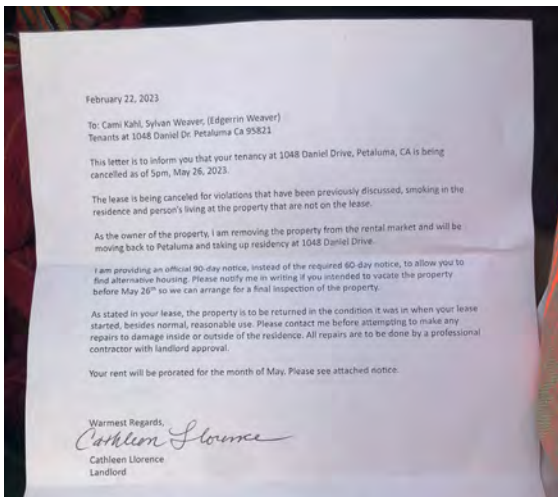 February 22, 2023
To: Cami Kahl, Sylvan Weaver, (Edgerrin Weaver)
Tenants at 1048 Daniel Dr. Petaluma Ca 95821
This letter is to inform you that your tenancy at 1048 Daniel Drive, Petaluma, CA is being
cancelled as of 5pm, May 26, 2023.
The lease is being canceled for violations that have been previously discussed, smoking in the
residence and person's living at the property that are not on the lease.
As the owner of the property, I am removing the property from the rental market and will be
moving back to Petaluma and taking up residency at 1048 Daniel Drive.
I am providing an official 90-day notice, instead of the required 60-day notice, to allow you to
find alternative housing. Please notify me in writing if you intended to vacate the property
before May 26th so we can arrange for a final inspection of the property.
As stated in your lease, the property is to be returned in the condition it was in when your lease
started, besides normal, reasonable use. Please contact me before attempting to make any
repairs to damage inside or outside of the residence. All repairs are to be done by a professional
contractor with landlord approval.
Your rent will be prorated for the month of May. Please see attached notice.
Warmest Regards,
Cathleen Llorence
Cathleen Llorence
Landlord